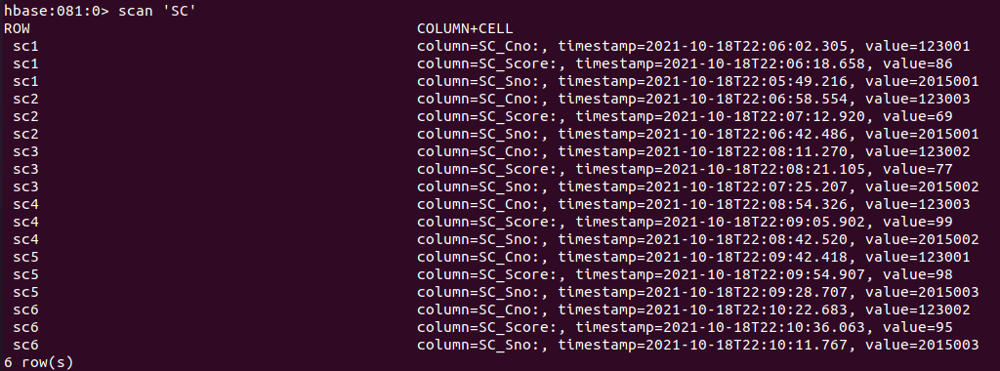 hbase:081:0> scan 'SC'
ROW COLUMN+CELL
sc1 column=SC_Cno:, timestamp=2021-10-18T22:06:02.305, value=123001
sc1 column=SC_Score:, timestamp=2021-10-18T22:06:18.658, value=86
sc1 column=SC_Sno:, timestamp=2021-10-18T22:05:49.216, value=2015001
sc2 column=SC_Cno:, timestamp=2021-10-18T22:06:58.554, value=123003
sc2 column=SC_Score:, timestamp=2021-10-18T22:07:12.920, value=69
sc2 column=SC_Sno:, timestamp=2021-10-18T22:06:42.486, value=2015001
sc3 column=SC_Cno:, timestamp=2021-10-18T22:08:11.270, value=123002
sc3 column=SC_Score:, timestamp=2021-10-18T22:08:21.105, value=77
sc3 column=SC_Sno:, timestamp=2021-10-18T22:07:25.207, value=2015002
sc4 column=SC_Cno:, timestamp=2021-10-18T22:08:54.326, value=123003
sc4 column=SC_Score:, timestamp=2021-10-18T22:09:05.902, value=99
sc4 column=SC_Sno:, timestamp=2021-10-18T22:08:42.520, value=2015002
sc5 column=SC_Cno:, timestamp=2021-10-18T22:09:42.418, value=123001
sc5 column=SC_Score:, timestamp=2021-10-18T22:09:54.907, value=98
sc5 column=SC_Sno:, timestamp=2021-10-18T22:09:28.707, value=2015003
sc6 column=SC_Cno:, timestamp=2021-10-18T22:10:22.683, value=123002
sc6 column=SC_Score:, timestamp=2021-10-18T22:10:36.063, value=95
sc6 column=SC_Sno:, timestamp=2021-10-18T22:10:11.767, value=2015003
6 row(s)